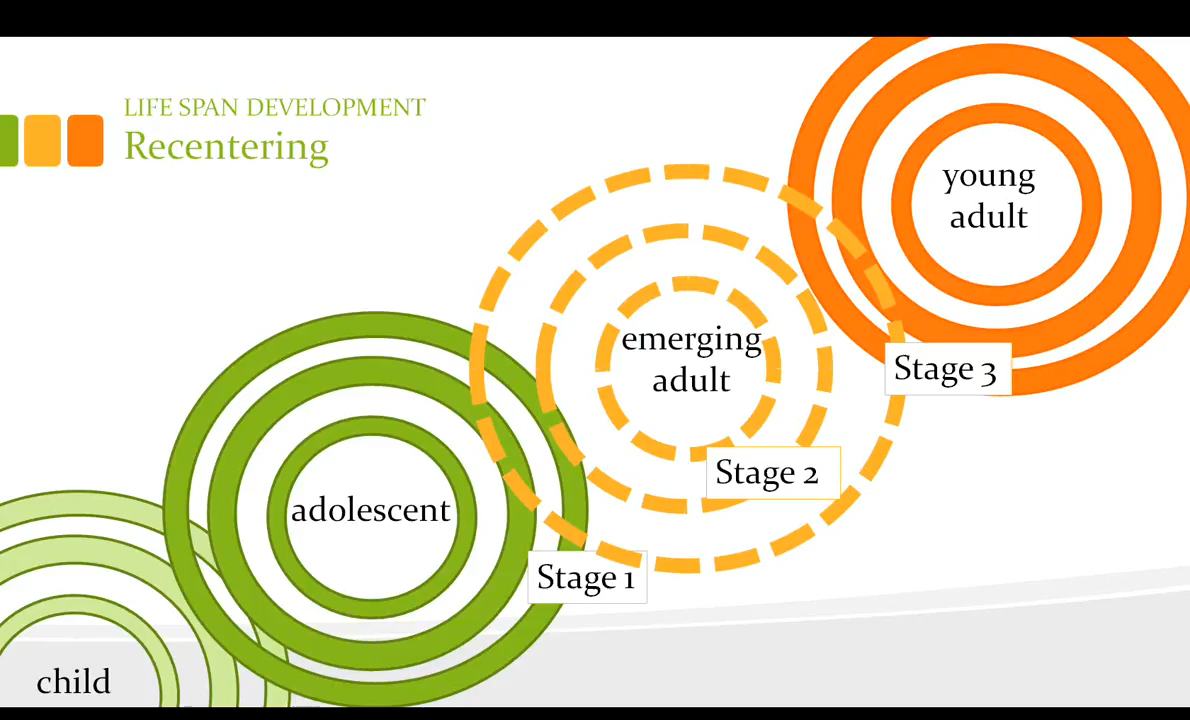 LIFE SPAN DEVELOPMENT
Recentering
young
adult
emerging
adult
Stage 3
Stage 2
adolescent
Stage 1
child